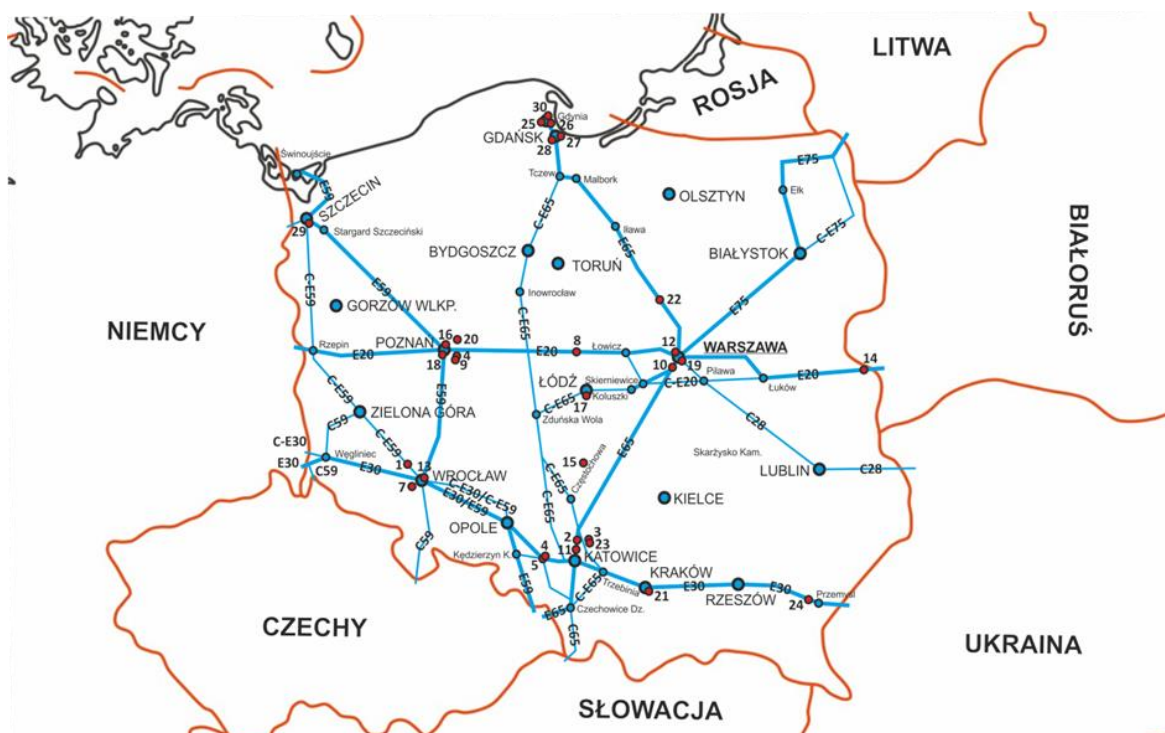 LITWA
ROSJA
30
Gdynia
25
26
GDAŃSK
27
28
Świnoujście
E59
SZCZECIN
29
Stargard Szczeciński
Tczew
Malbork
OLSZTYN
E75
Ełk
C-E65
Iława
E65
BYDGOSZCZ
TORUŃ
BIAŁYSTOK
C-E75
BIAŁORUŚ
C-E59
E59
GORZÓW WLKP.
Inowrocław
22
E75
NIEMCY
C-E65
16
20
POZNAŃ
Rzepin
E20
18
4
9
E20
8
Łowicz
12
WARSZAWA
10
19
14
E59
ŁÓDŹ
Skierniewice
C-E20
Pilawa
E20
Łuków
C-E59
C-E65
17
Koluszki
ZIELONA GÓRA
Zduńska Wola
C59
C-E59
C28
E65
C-E30
Węgliniec
E30
C59
E30
1
13
WROCŁAW
7
15
Częstochowa
C-E65
Skarżysko Kam.
LUBLIN
C28
C-E30/C-E59
E30/E59
KIELCE
C-E65
OPOLE
C59
Kędzierzyn K.
4
5
2
3
23
11
KATOWICE
E59
C-E65
Trzebinia
KRAKÓW
21
E30
RZESZÓW
E30
24
Przemyśl
E65
Czechowice Dz.
C65
CZECHY
UKRAINA
SŁOWACJA